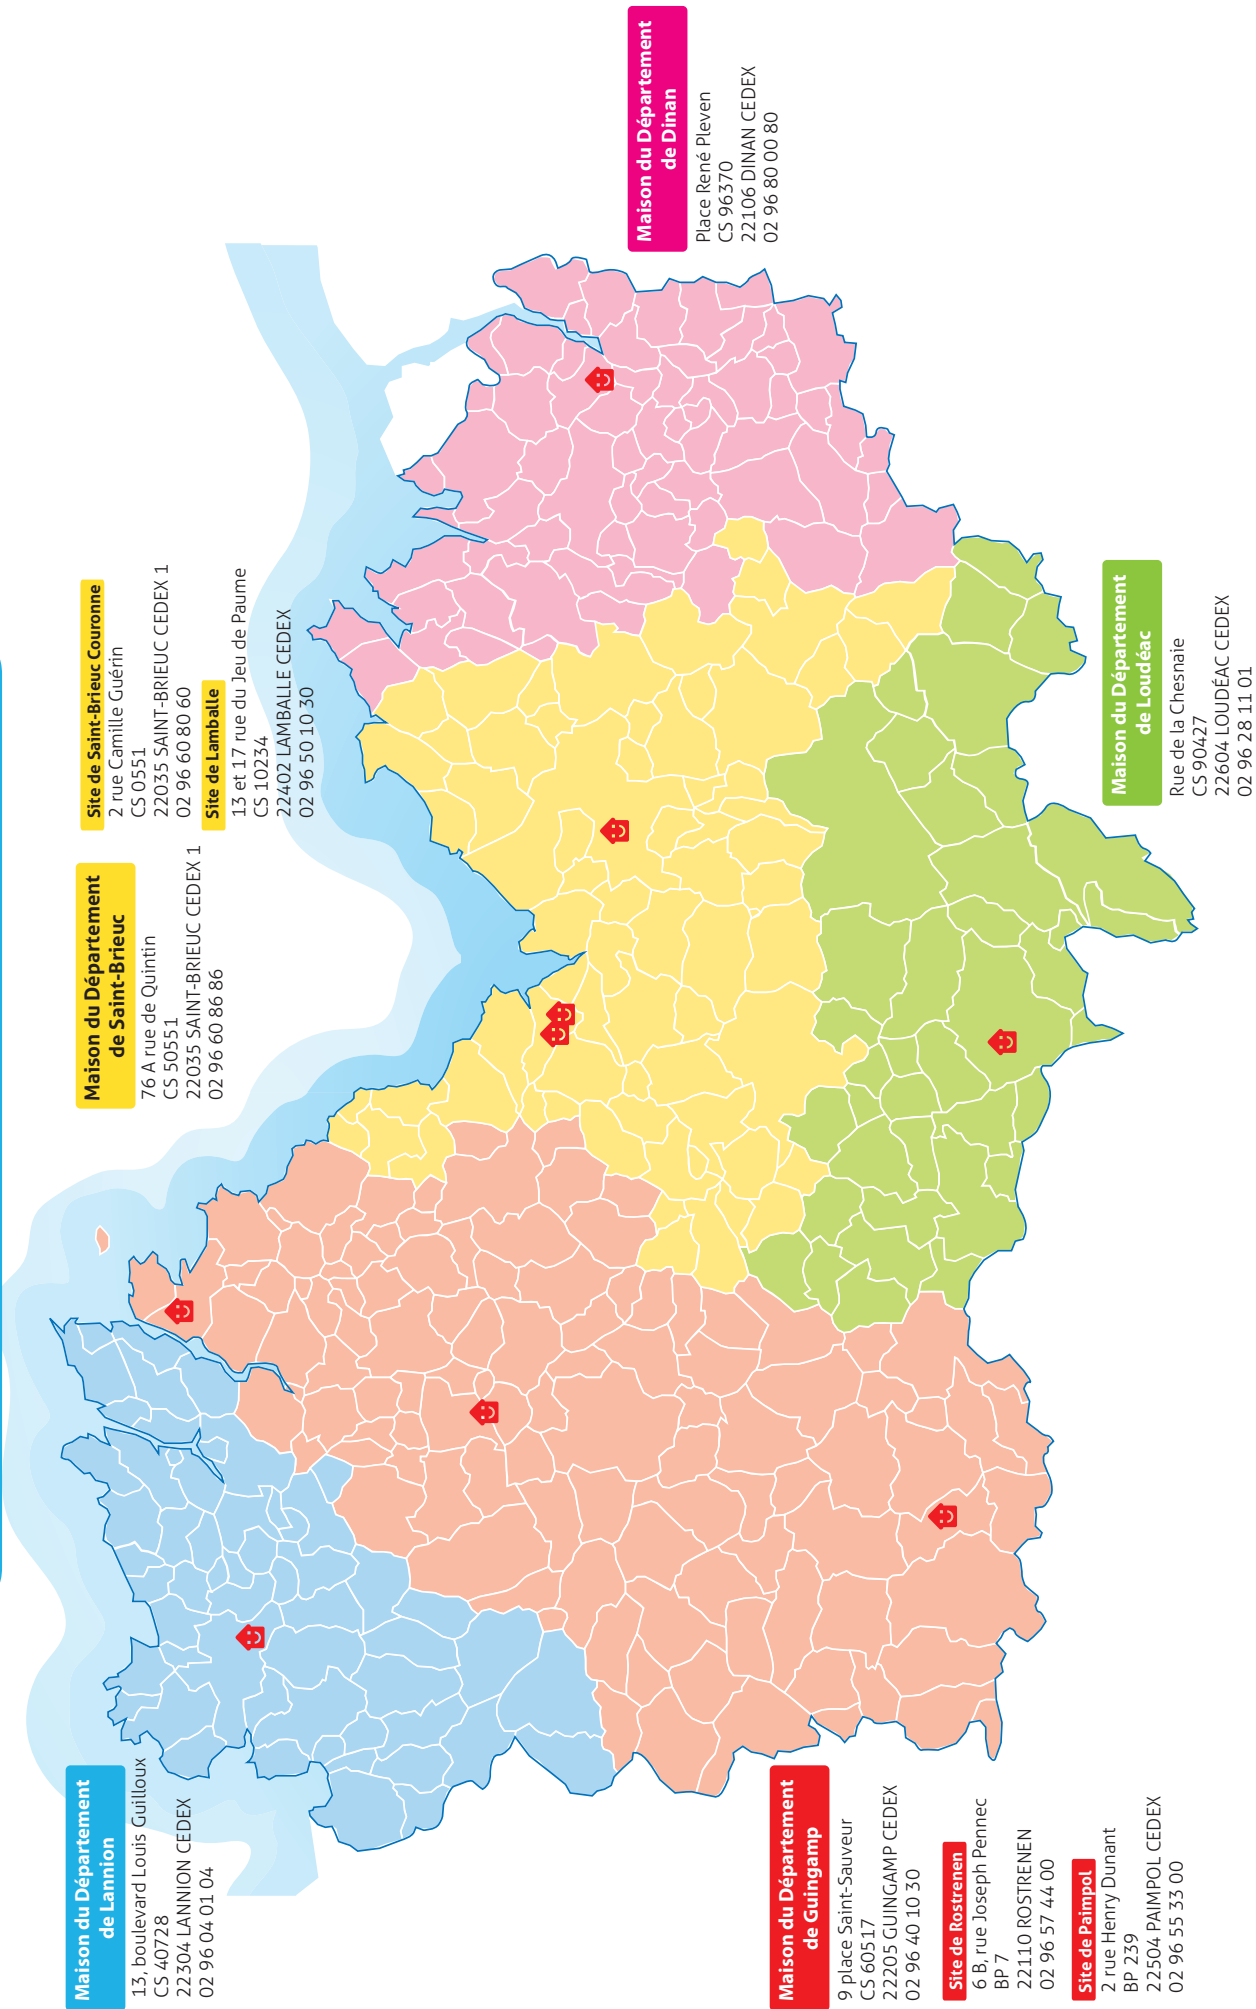 Maison du Département
de Lannion
13, boulevard Louis Guilloux
CS 40728
22304 LANNION CEDEX
02 96 04 01 04
Maison du Département
de Saint-Brieuc
76 A rue de Quintin
CS 50551
22035 SAINT-BRIEUC CEDEX 1
02 96 60 86 86
Site de Saint-Brieuc Couronne
2 rue Camille Guérin
CS 0551
22035 SAINT-BRIEUC CEDEX 1
02 96 60 80 60
Site de Lamballe
13 et 17 rue du Jeu de Paume
CS 10234
22402 LAMBALLE CEDEX
02 96 50 10 30
Maison du Département
de Dinan
Place René Pleven
CS 96370
22106 DINAN CEDEX
02 96 80 00 80
Maison du Département
de Guingamp
9 place Saint-Sauveur
CS 60517
22205 GUINGAMP CEDEX
02 96 40 10 30
Site de Rostrenen
6 B, rue Joseph Pennec
BP 7
22110 ROSTRENEN
02 96 57 44 00
Site de Paimpol
2 rue Henry Dunant
BP 239
22504 PAIMPOL CEDEX
02 96 55 33 00
Maison du Département
de Loudéac
Rue de la Chesnaie
CS 90427
22604 LOUDÉAC CEDEX
02 96 28 11 01